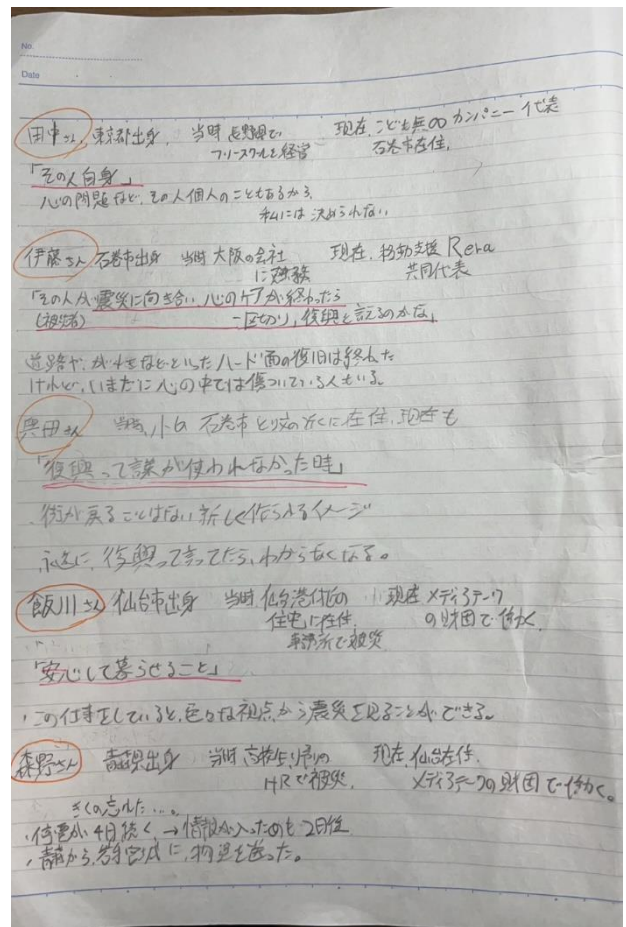 No.
Date
田中さん 東京都出身 当時 長野県で 現在、こども無〇〇カンパニー 代表
フリースクールを経営 石巻市在住。
「その人自身」
心の問題など、その人個人のこともあるから、
私には決められない
伊藤さん 石巻市出身 当時 大阪の会社 現在、移動支援 Rera
に勤務 共同代表
「その人が震災に向き合い、心のケアが終わったら
(被災者) 一区切り、復興と言えるのかな」
道路や、がれきなどといったハード面の復旧は終わった
けれど、いまだに心の中では傷ついている人もいる。
奥田さん 当時、小6 石巻市 の近くに在住、現在も
「復興って言葉が使われなかった時」
・街が戻ることはない 新しく作られるイメージ
永遠に、復興って言ってたら、わからなくなる。
飯川さん 仙台市出身 当時 仙台港付近の 現在 メディアテーク
住宅に在住 の財団で働く。
事務所で被災
「安心して暮らせること」
・この仕事をしていると、色々な視点から震災を見ることができる。
森野さん 青森県出身 当時 高校生 帰りの 現在、仙台在住、
HRで被災、 メディアテークの財団で働く。
きくの忘れた…。
・停電が4日続く → 情報が入ったのも2日後
・青森から、岩手宮城に、物資を送った。